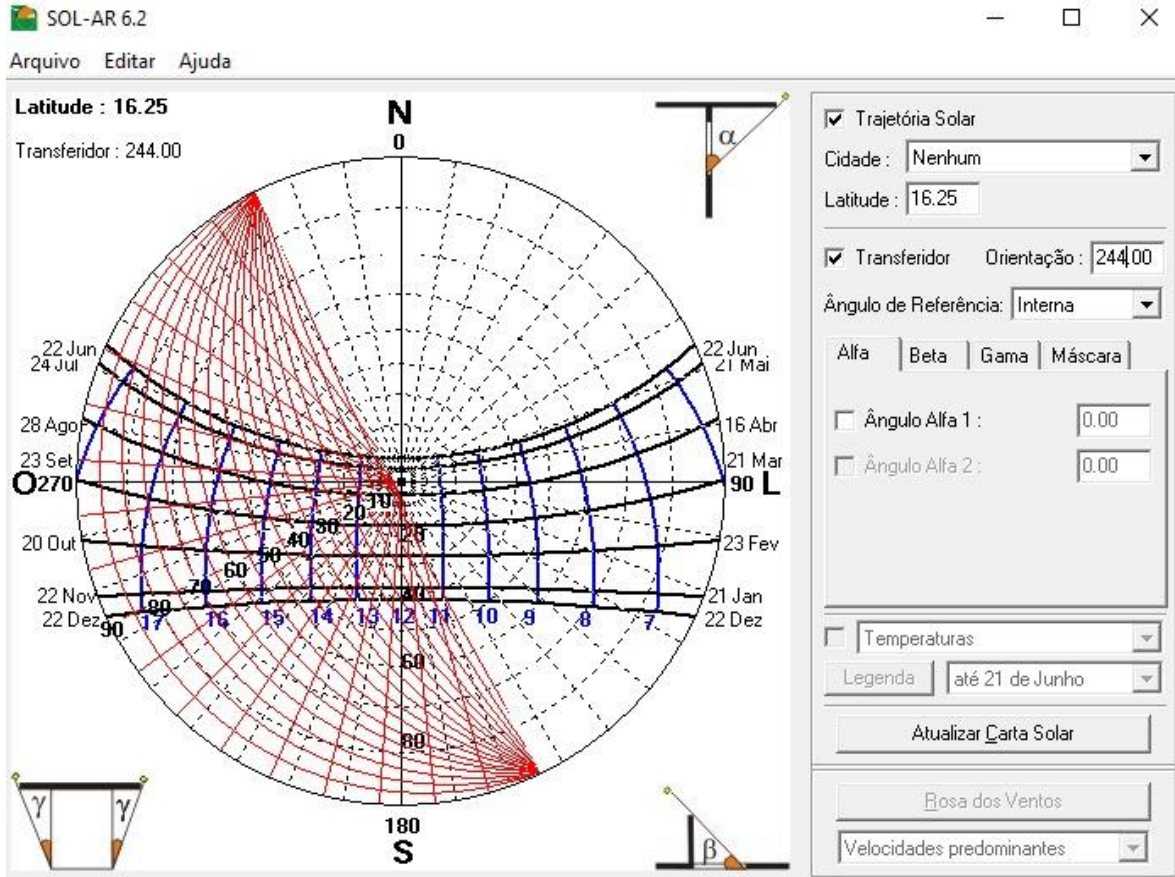 SOL-AR 6.2
Arquivo Editar Ajuda
Latitude : 16.25
Transferidor : 244.00
N
0
α
22 Jun
24 Jul
28 Ago
23 Set
O 270
20 Out
22 Nov
22 Dez
22 Jun
21 Mai
16 Abr
21 Mar
90 L
23 Fev
21 Jan
22 Dez
10
20
30
40
50
60
70
80
90
20
40
60
80
17 16 15 14 13 12 11 10 9 8 7
180
S
γ γ
β
Trajetória Solar
Cidade : Nenhum
Latitude : 16.25
Transferidor Orientação : 244.00
Ângulo de Referência: Interna
Alfa Beta Gama Máscara
Ângulo Alfa 1 : 0.00
Ângulo Alfa 2 : 0.00
Temperaturas
Legenda até 21 de Junho
Atualizar Carta Solar
Rosa dos Ventos
Velocidades predominantes